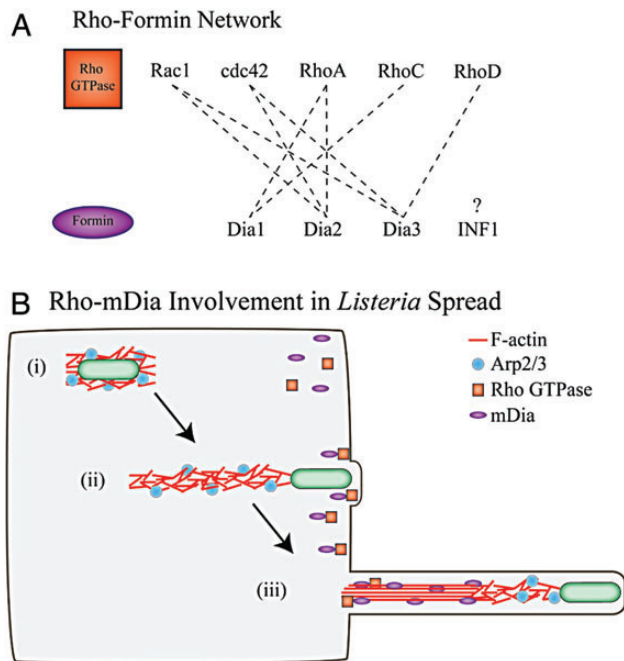 A Rho-Formin Network
Rho GTPase
Rac1 cdc42 RhoA RhoC RhoD
?
Formin
Dia1 Dia2 Dia3 INF1
B Rho-mDia Involvement in Listeria Spread
(i)
F-actin
Arp2/3
Rho GTPase
mDia
(ii)
(iii)